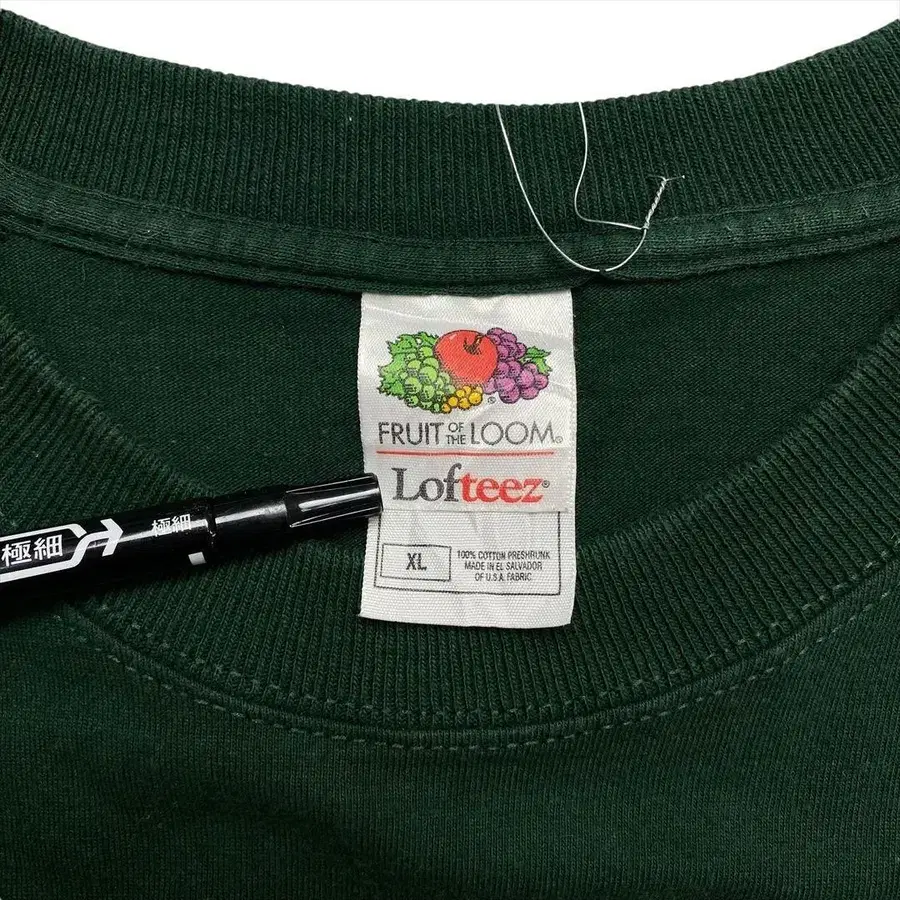 FRUIT OF THE LOOM®
Lofteez®
XL
100% COTTON PRESHRUNK
MADE IN EL SALVADOR
OF U.S.A. FABRIC
極細
極細